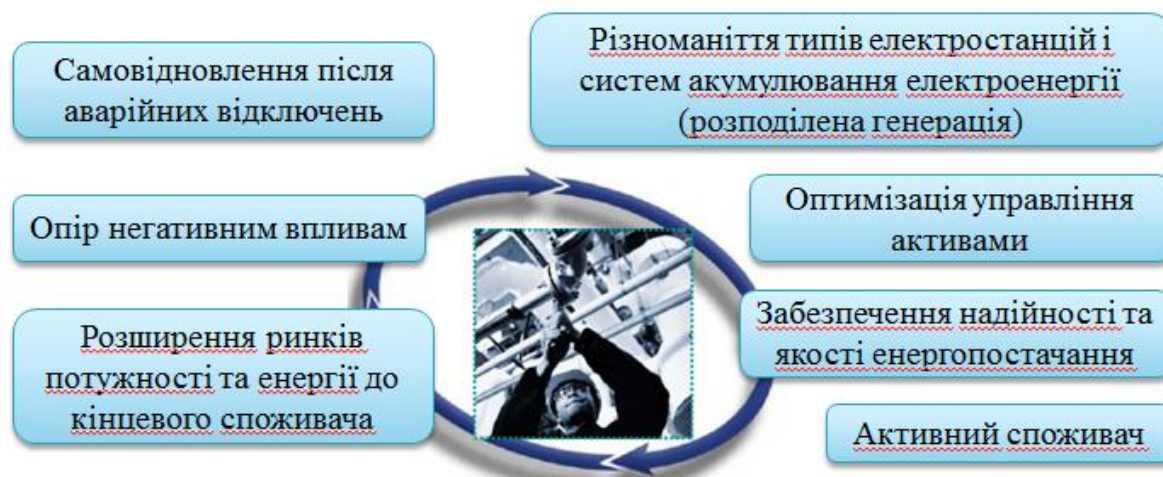 Самовідновлення після
аварійних відключень
Різноманіття типів електростанцій і
систем акумулювання електроенергії
(розподілена генерація)
Опір негативним впливам
Оптимізація управління
активами
Розширення ринків
потужності та енергії до
кінцевого споживача
Забезпечення надійності та
якості енергопостачання
Активний споживач